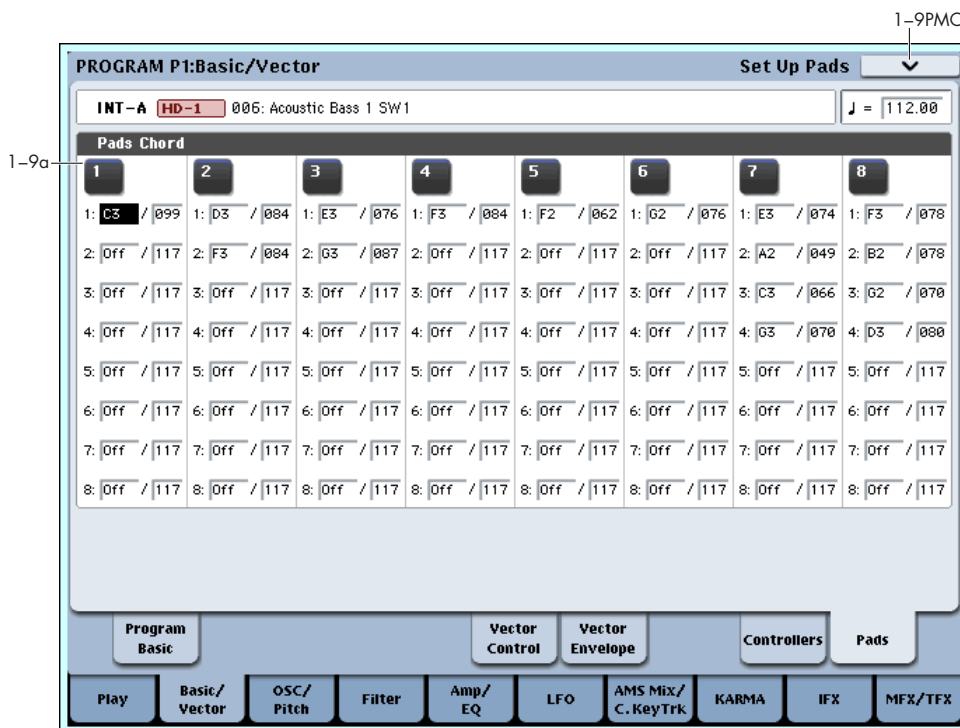 1–9PMC
PROGRAM P1:Basic/Vector Set Up Pads
INT-A HD-1 006: Acoustic Bass 1 SW1 ♩ = 112.00
Pads Chord
1–9a
1 2 3 4 5 6 7 8
1: C3 / 099 1: D3 / 084 1: E3 / 076 1: F3 / 084 1: F2 / 062 1: G2 / 076 1: E3 / 074 1: F3 / 078
2: Off / 117 2: F3 / 084 2: G3 / 087 2: Off / 117 2: Off / 117 2: Off / 117 2: A2 / 049 2: B2 / 078
3: Off / 117 3: Off / 117 3: Off / 117 3: Off / 117 3: Off / 117 3: Off / 117 3: C3 / 066 3: G2 / 070
4: Off / 117 4: Off / 117 4: Off / 117 4: Off / 117 4: Off / 117 4: Off / 117 4: G3 / 070 4: D3 / 080
5: Off / 117 5: Off / 117 5: Off / 117 5: Off / 117 5: Off / 117 5: Off / 117 5: Off / 117 5: Off / 117
6: Off / 117 6: Off / 117 6: Off / 117 6: Off / 117 6: Off / 117 6: Off / 117 6: Off / 117 6: Off / 117
7: Off / 117 7: Off / 117 7: Off / 117 7: Off / 117 7: Off / 117 7: Off / 117 7: Off / 117 7: Off / 117
8: Off / 117 8: Off / 117 8: Off / 117 8: Off / 117 8: Off / 117 8: Off / 117 8: Off / 117 8: Off / 117
Program
Basic
Vector
Control
Vector
Envelope
Controllers
Pads
Play
Basic/
Vector
OSC/
Pitch
Filter
Amp/
EQ
LFO
AMS Mix/
C.KeyTrk
KARMA
IFX
MFX/TFX